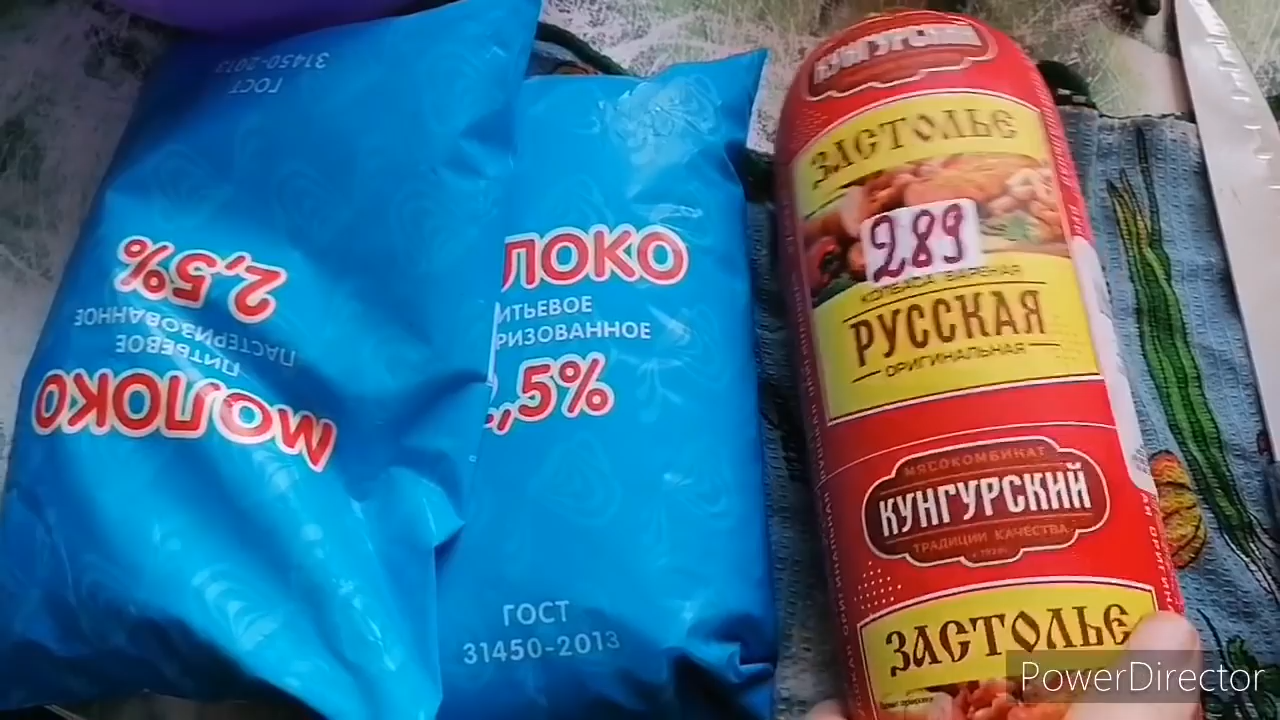 ГОСТ
31450-2013
2,5%
ПАСТЕРИЗОВАННОЕ
ПИТЬЕВОЕ
МОЛОКО
ЛОКО
ИТЬЕВОЕ
РИЗОВАННОЕ
,5%
ГОСТ
31450-2013
КУНГУРСКИЙ
ЗАСТОЛЬЕ
289
КОЛБАСА ВАРЕНАЯ
РУССКАЯ
ОРИГИНАЛЬНАЯ
МЯСОКОМБИНАТ
КУНГУРСКИЙ
ТРАДИЦИИ КАЧЕСТВА
ЗАСТОЛЬЕ
PowerDirector